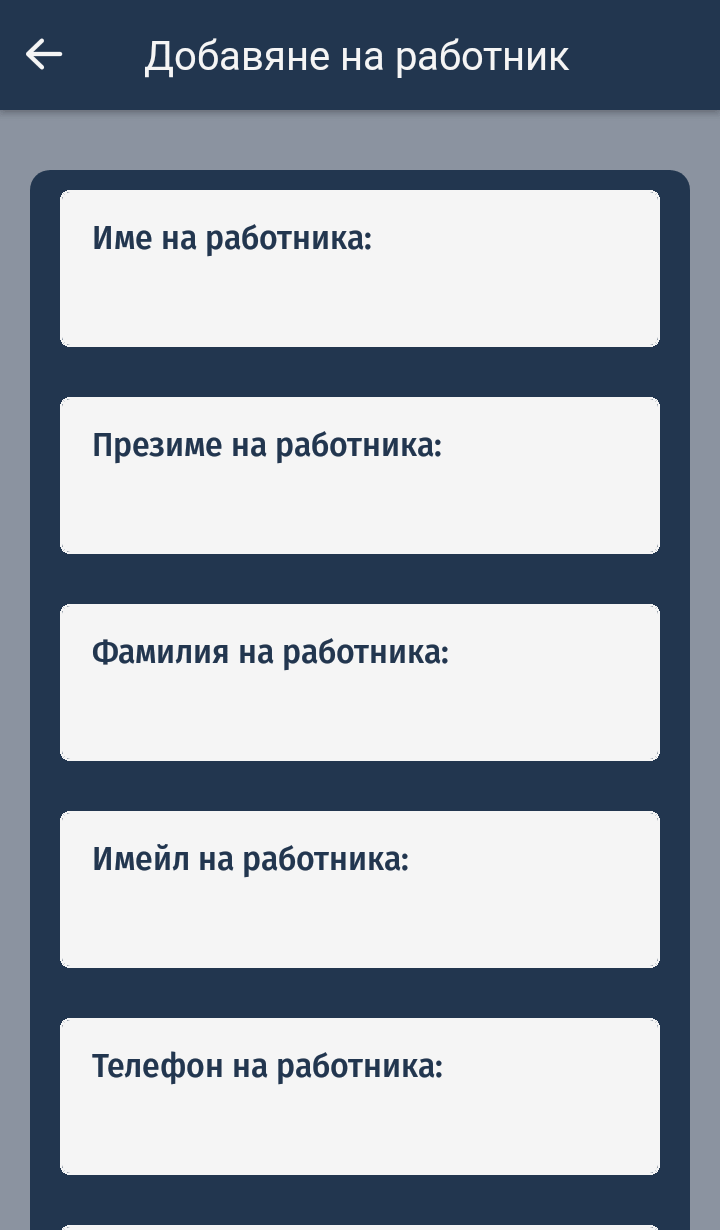 Добавяне на работник
Име на работника:
Презиме на работника:
Фамилия на работника:
Имейл на работника:
Телефон на работника: